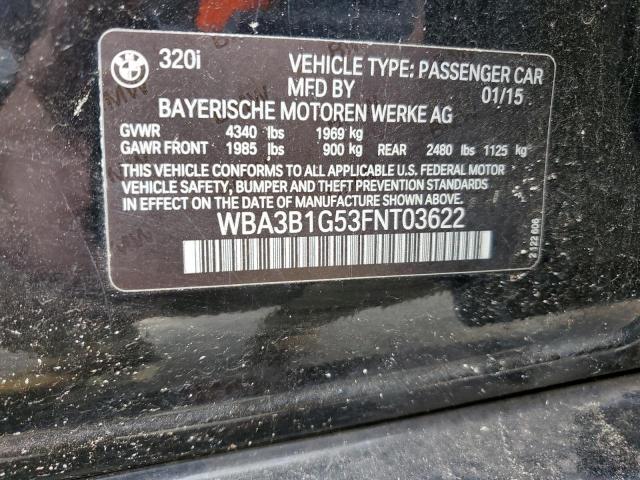 BMW 320i VEHICLE TYPE: PASSENGER CAR
MFD BY 01/15
BAYERISCHE MOTOREN WERKE AG
GVWR 4340 lbs 1969 kg
GAWR FRONT 1985 lbs 900 kg REAR 2480 lbs 1125 kg
THIS VEHICLE CONFORMS TO ALL APPLICABLE U.S. FEDERAL MOTOR
VEHICLE SAFETY, BUMPER AND THEFT PREVENTION STANDARDS
IN EFFECT ON THE DATE OF MANUFACTURE SHOWN ABOVE.
WBA3B1G53FNT03622